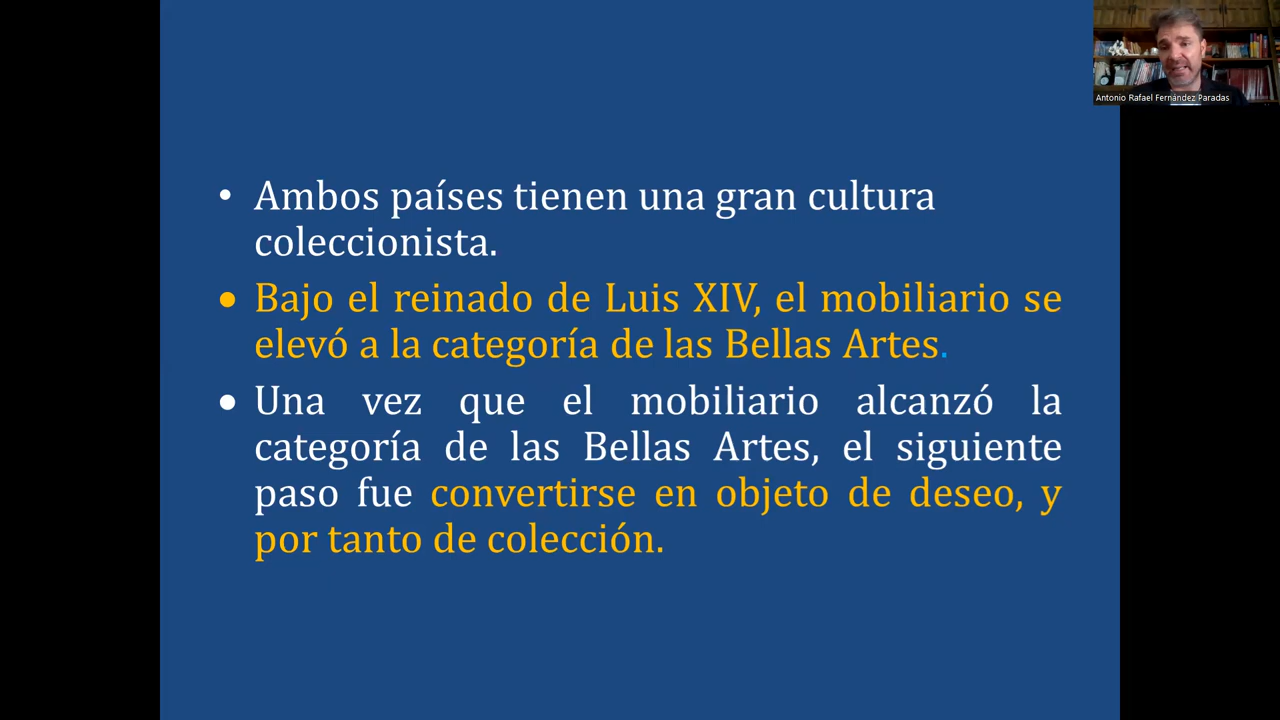 Antonio Rafael Fernández Paradas
• Ambos países tienen una gran cultura
coleccionista.
• Bajo el reinado de Luis XIV, el mobiliario se
elevó a la categoría de las Bellas Artes.
• Una vez que el mobiliario alcanzó la
categoría de las Bellas Artes, el siguiente
paso fue convertirse en objeto de deseo, y
por tanto de colección.